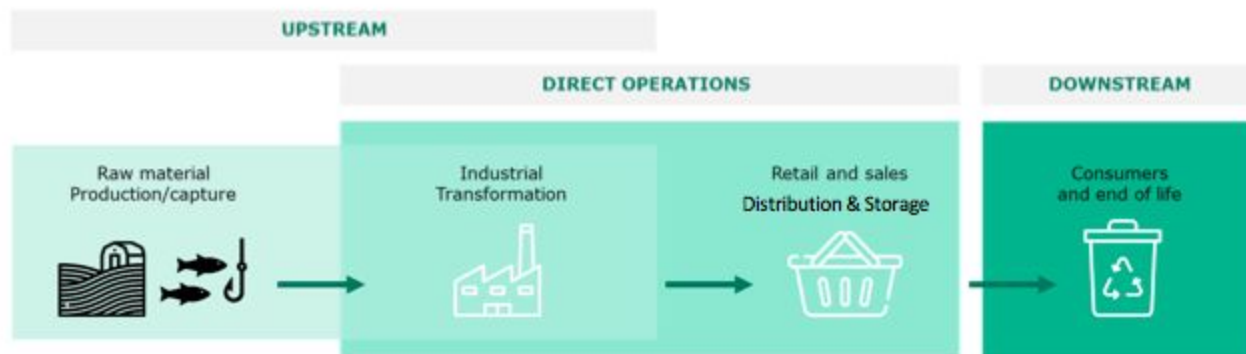 UPSTREAM
DIRECT OPERATIONS
DOWNSTREAM
Raw material
Production/capture
Industrial
Transformation
Retail and sales
Distribution & Storage
Consumers
and end of life